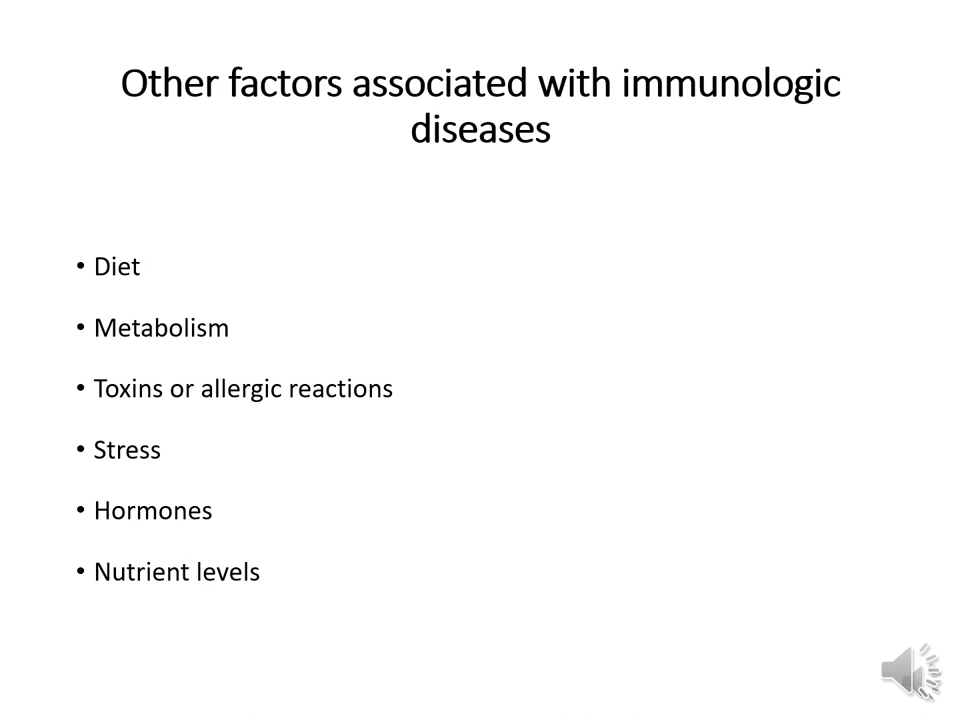 Other factors associated with immunologic
diseases
• Diet
• Metabolism
• Toxins or allergic reactions
• Stress
• Hormones
• Nutrient levels